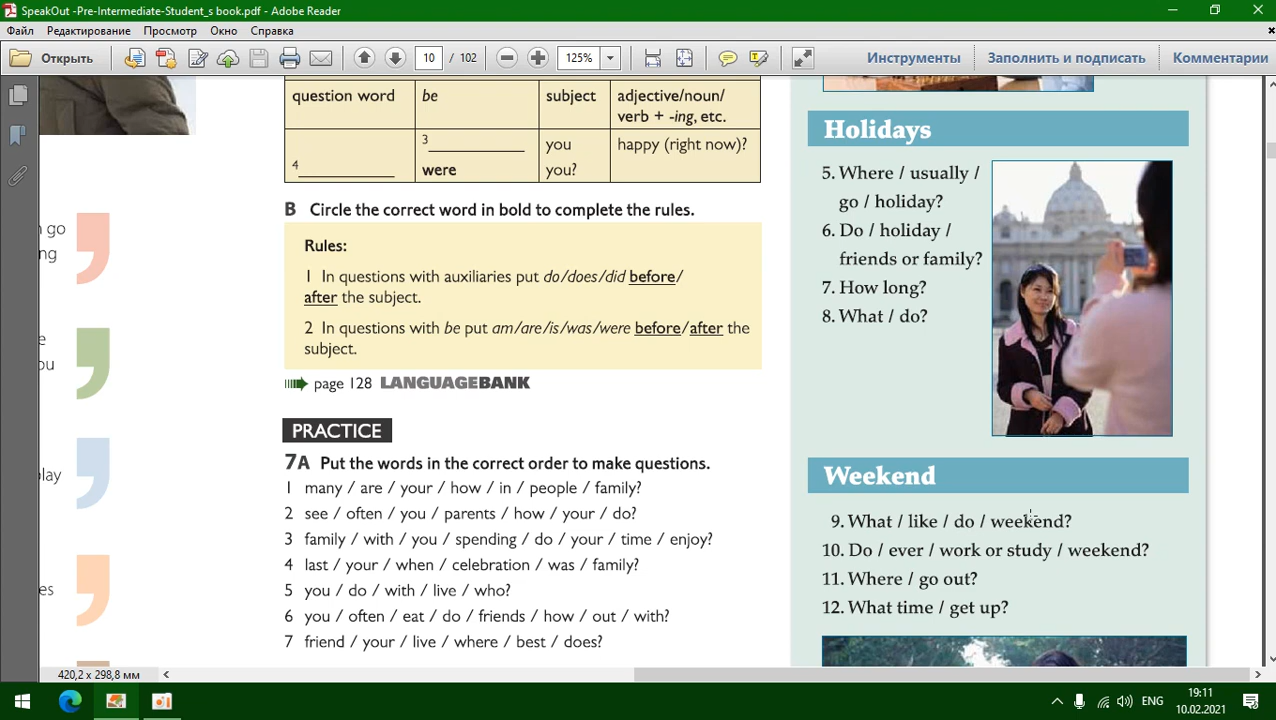 SpeakOut -Pre-Intermediate-Student_s book.pdf - Adobe Reader
Файл Редактирование Просмотр Окно Справка
Открыть
10 / 102
125%
Инструменты
Заполнить и подписать
Комментарии
question word
be
subject
adjective/noun/
verb + -ing, etc.
3 ____________
you
happy (right now)?
4 ____________
were
you?
n go
ng
e
ou
lay
es
B Circle the correct word in bold to complete the rules.
Rules:
1 In questions with auxiliaries put do/does/did before/
after the subject.
2 In questions with be put am/are/is/was/were before/after the
subject.
page 128 LANGUAGEBANK
PRACTICE
7A Put the words in the correct order to make questions.
1 many / are / your / how / in / people / family?
2 see / often / you / parents / how / your / do?
3 family / with / you / spending / do / your / time / enjoy?
4 last / your / when / celebration / was / family?
5 you / do / with / live / who?
6 you / often / eat / do / friends / how / out / with?
7 friend / your / live / where / best / does?
Holidays
5. Where / usually /
go / holiday?
6. Do / holiday /
friends or family?
7. How long?
8. What / do?
Weekend
9. What / like / do / weekend?
10. Do / ever / work or study / weekend?
11. Where / go out?
12. What time / get up?
420,2 x 298,8 мм
ENG
19:11
10.02.2021